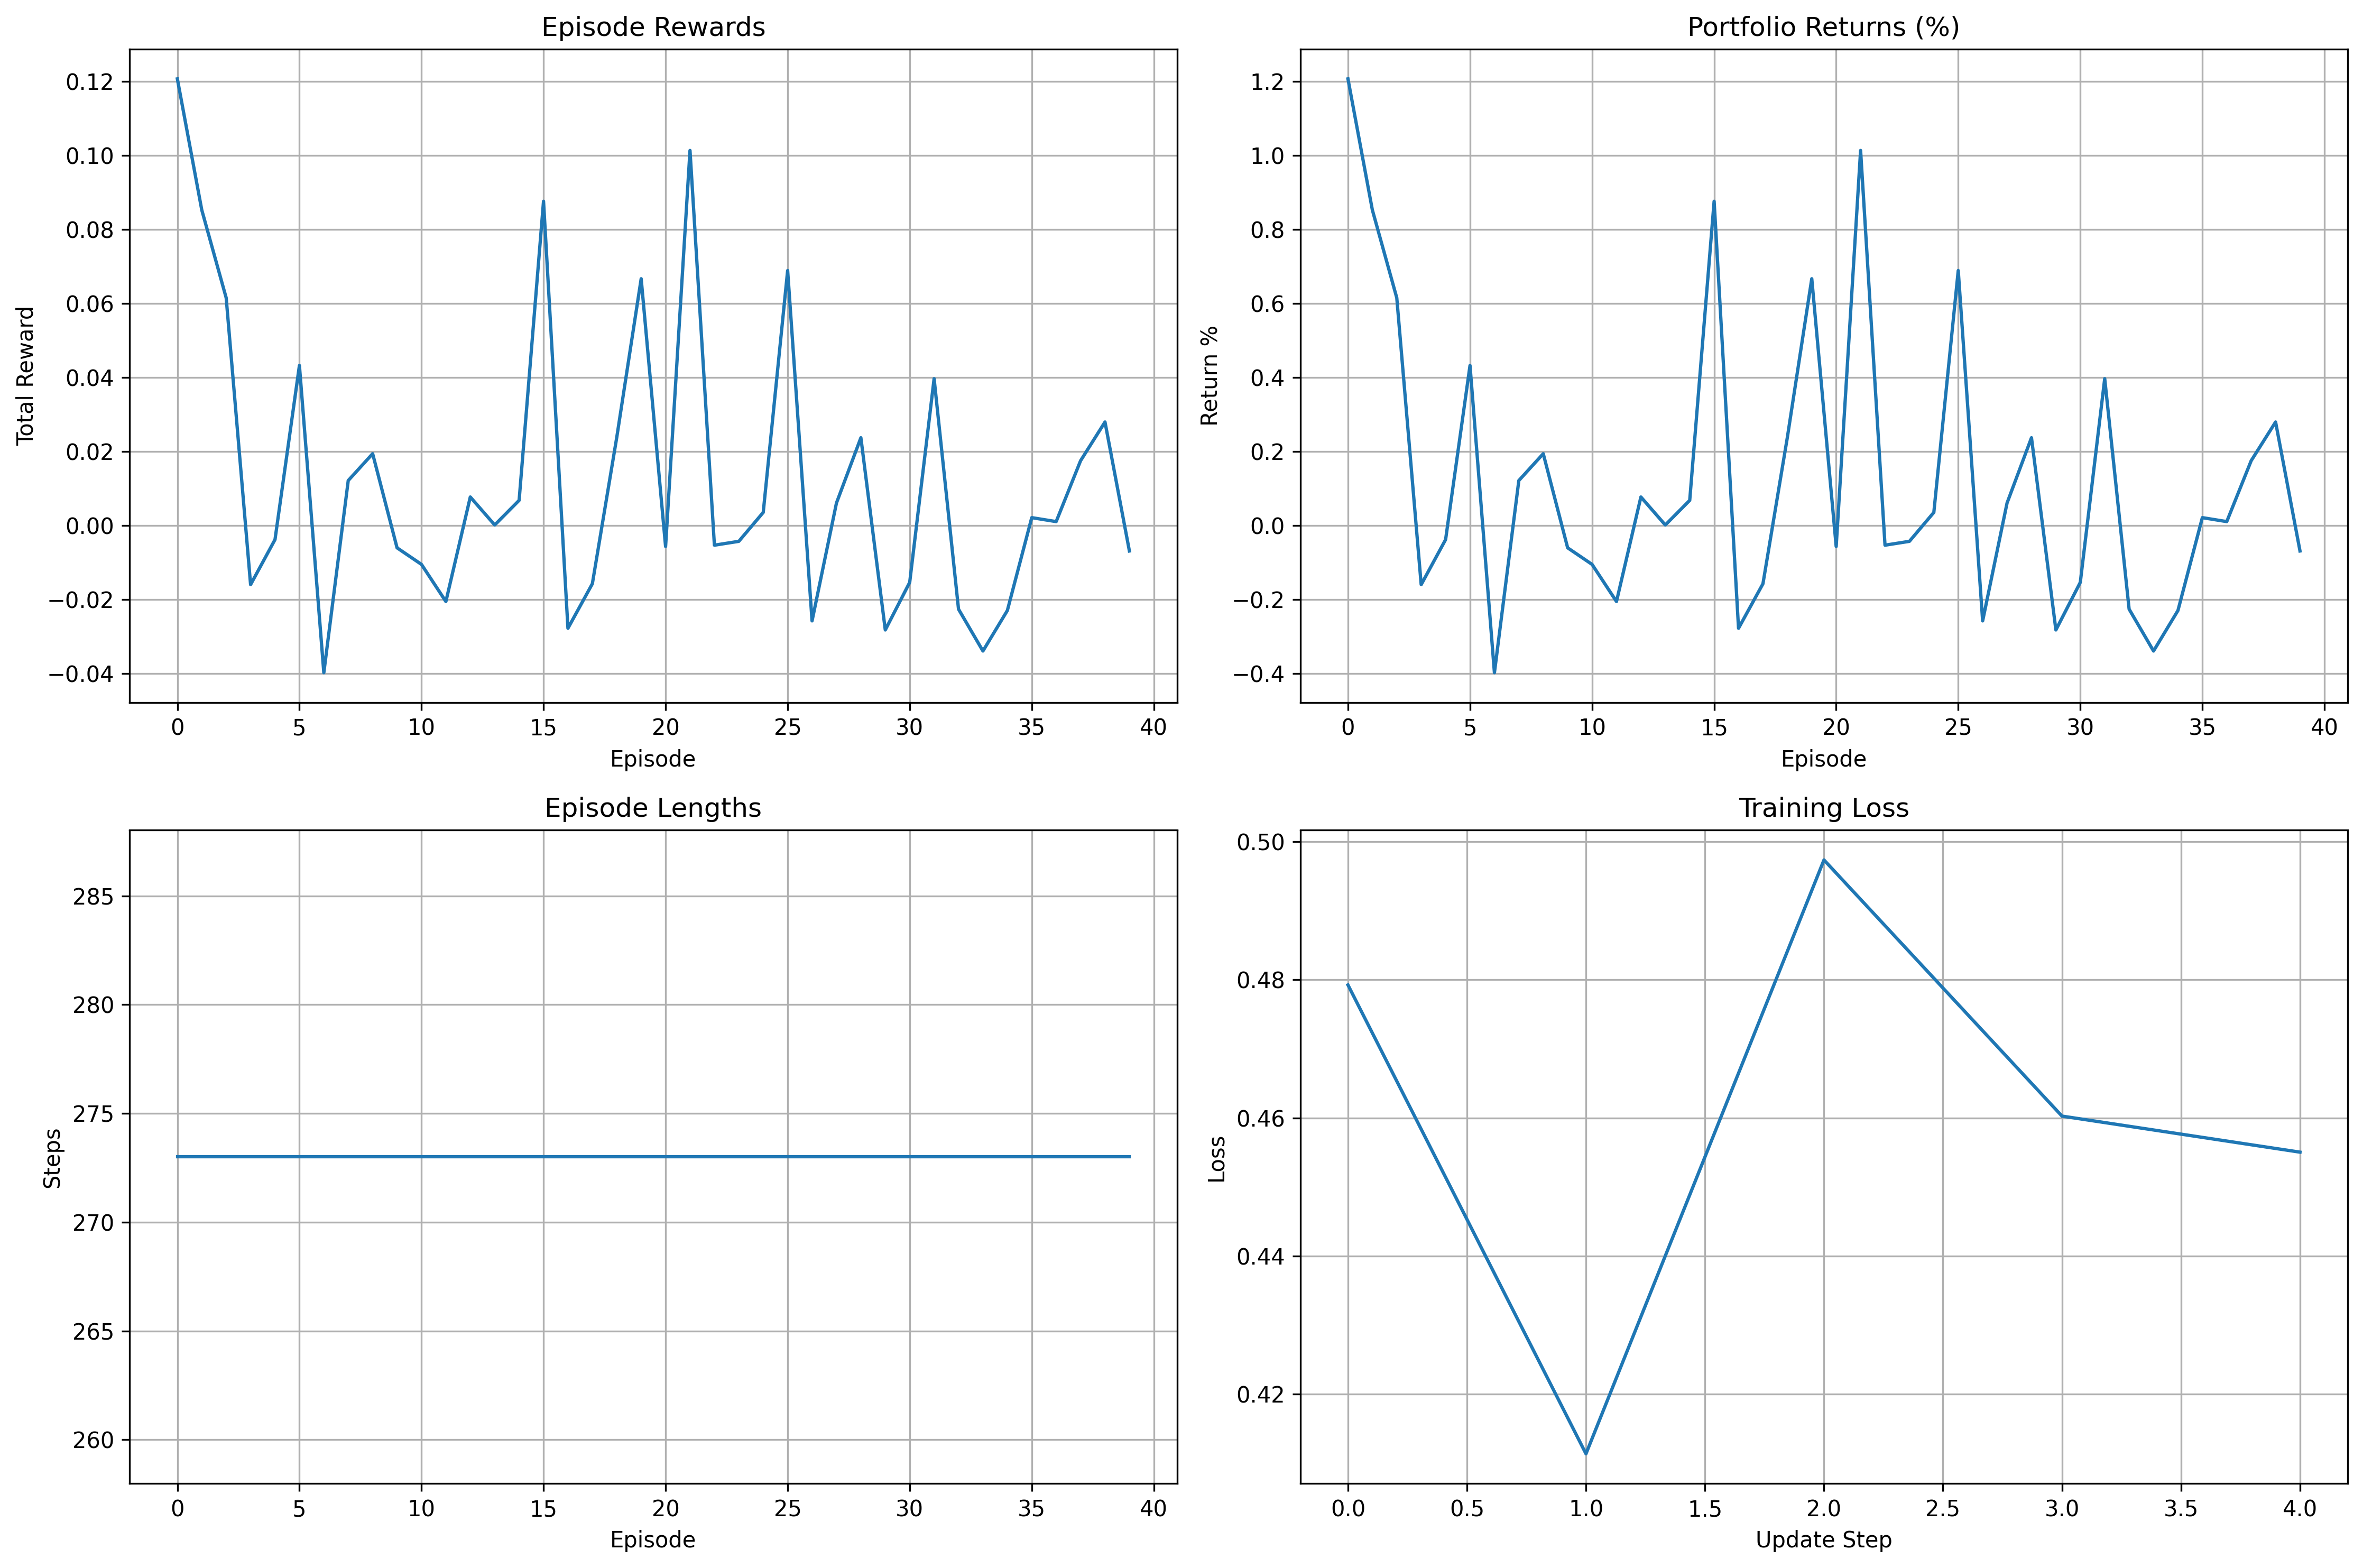 Episode Rewards
Total Reward
0.12
0.10
0.08
0.06
0.04
0.02
0.00
−0.02
−0.04
0 5 10 15 20 25 30 35 40
Episode
Portfolio Returns (%)
Return %
1.2
1.0
0.8
0.6
0.4
0.2
0.0
−0.2
−0.4
0 5 10 15 20 25 30 35 40
Episode
Episode Lengths
Steps
285
280
275
270
265
260
0 5 10 15 20 25 30 35 40
Episode
Training Loss
Loss
0.50
0.48
0.46
0.44
0.42
0.0 0.5 1.0 1.5 2.0 2.5 3.0 3.5 4.0
Update Step